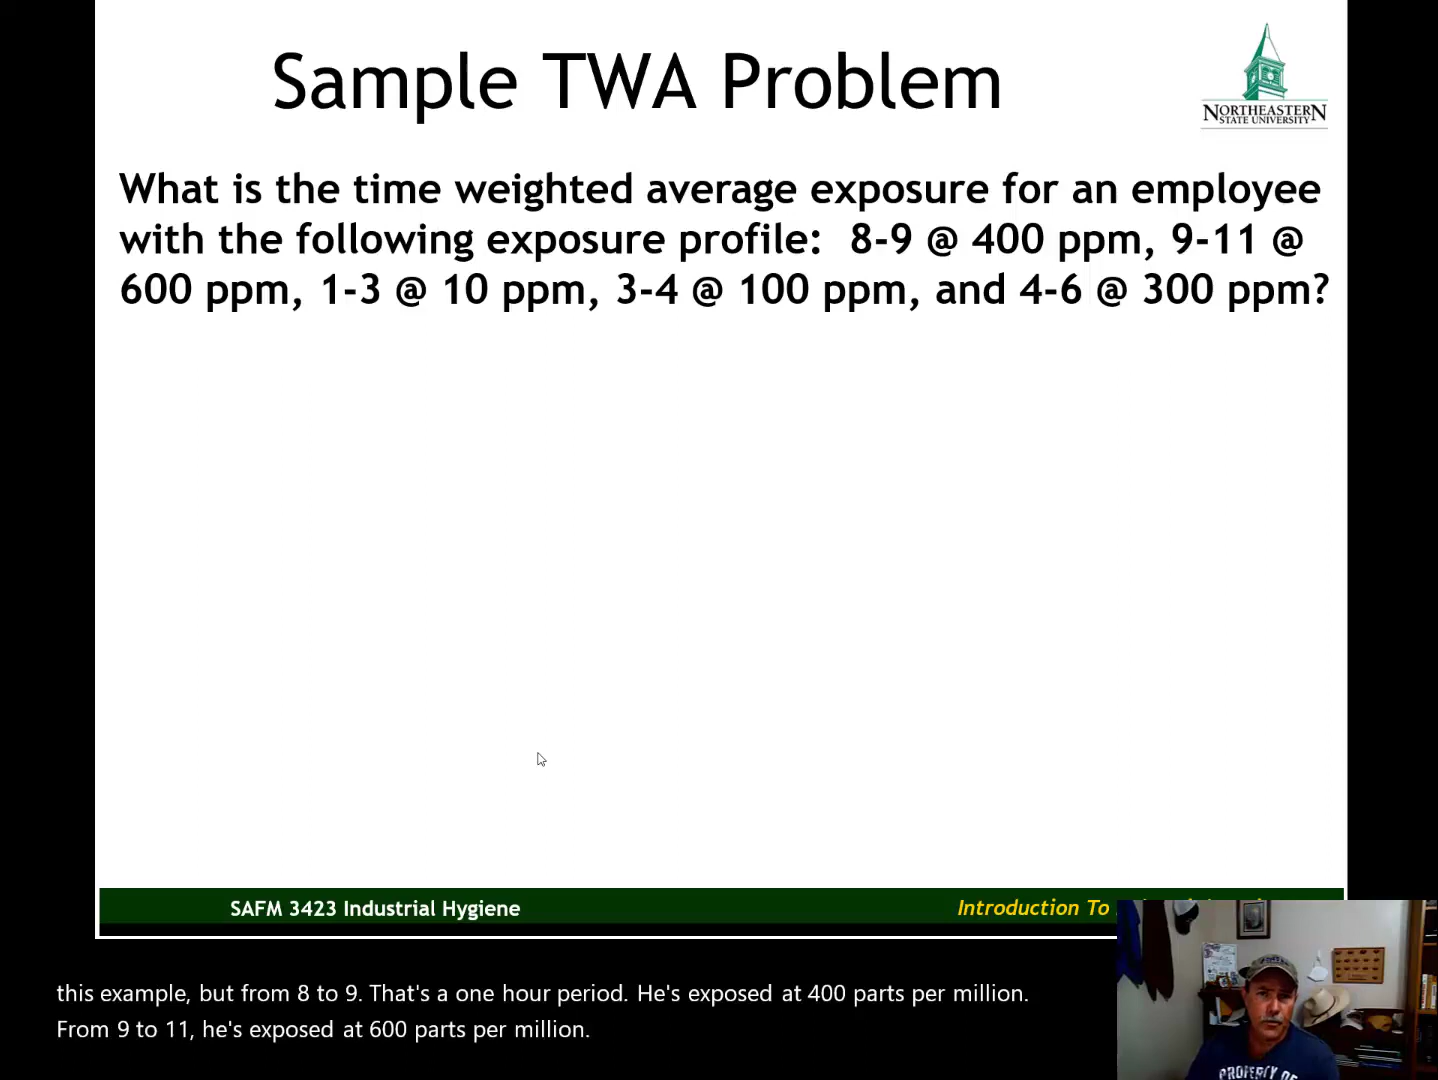 Sample TWA Problem
NORTHEASTERN
STATE UNIVERSITY
What is the time weighted average exposure for an employee
with the following exposure profile: 8-9 @ 400 ppm, 9-11 @
600 ppm, 1-3 @ 10 ppm, 3-4 @ 100 ppm, and 4-6 @ 300 ppm?
SAFM 3423 Industrial Hygiene
Introduction To
this example, but from 8 to 9. That's a one hour period. He's exposed at 400 parts per million.
From 9 to 11, he's exposed at 600 parts per million.
PROPERTY OF